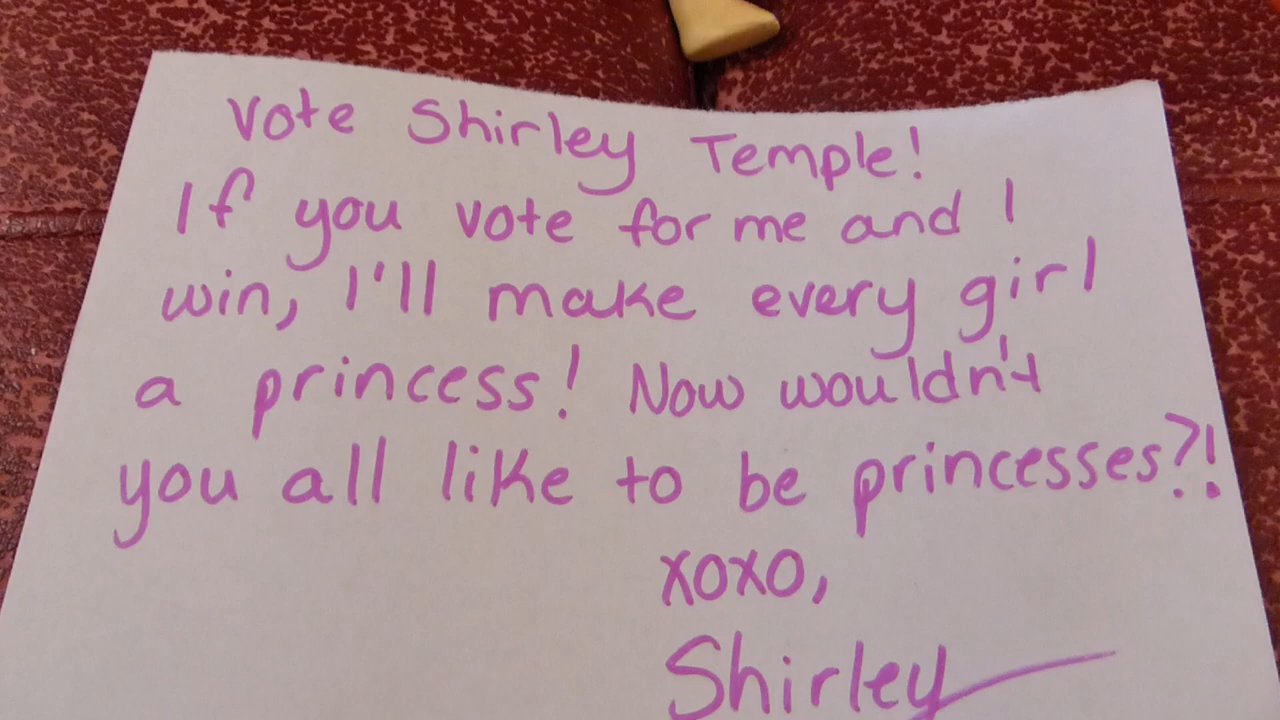 Vote Shirley Temple!
If you vote for me and I
win, I'll make every girl
a princess! Now wouldn't
you all like to be princesses?!
xoxo,
Shirley